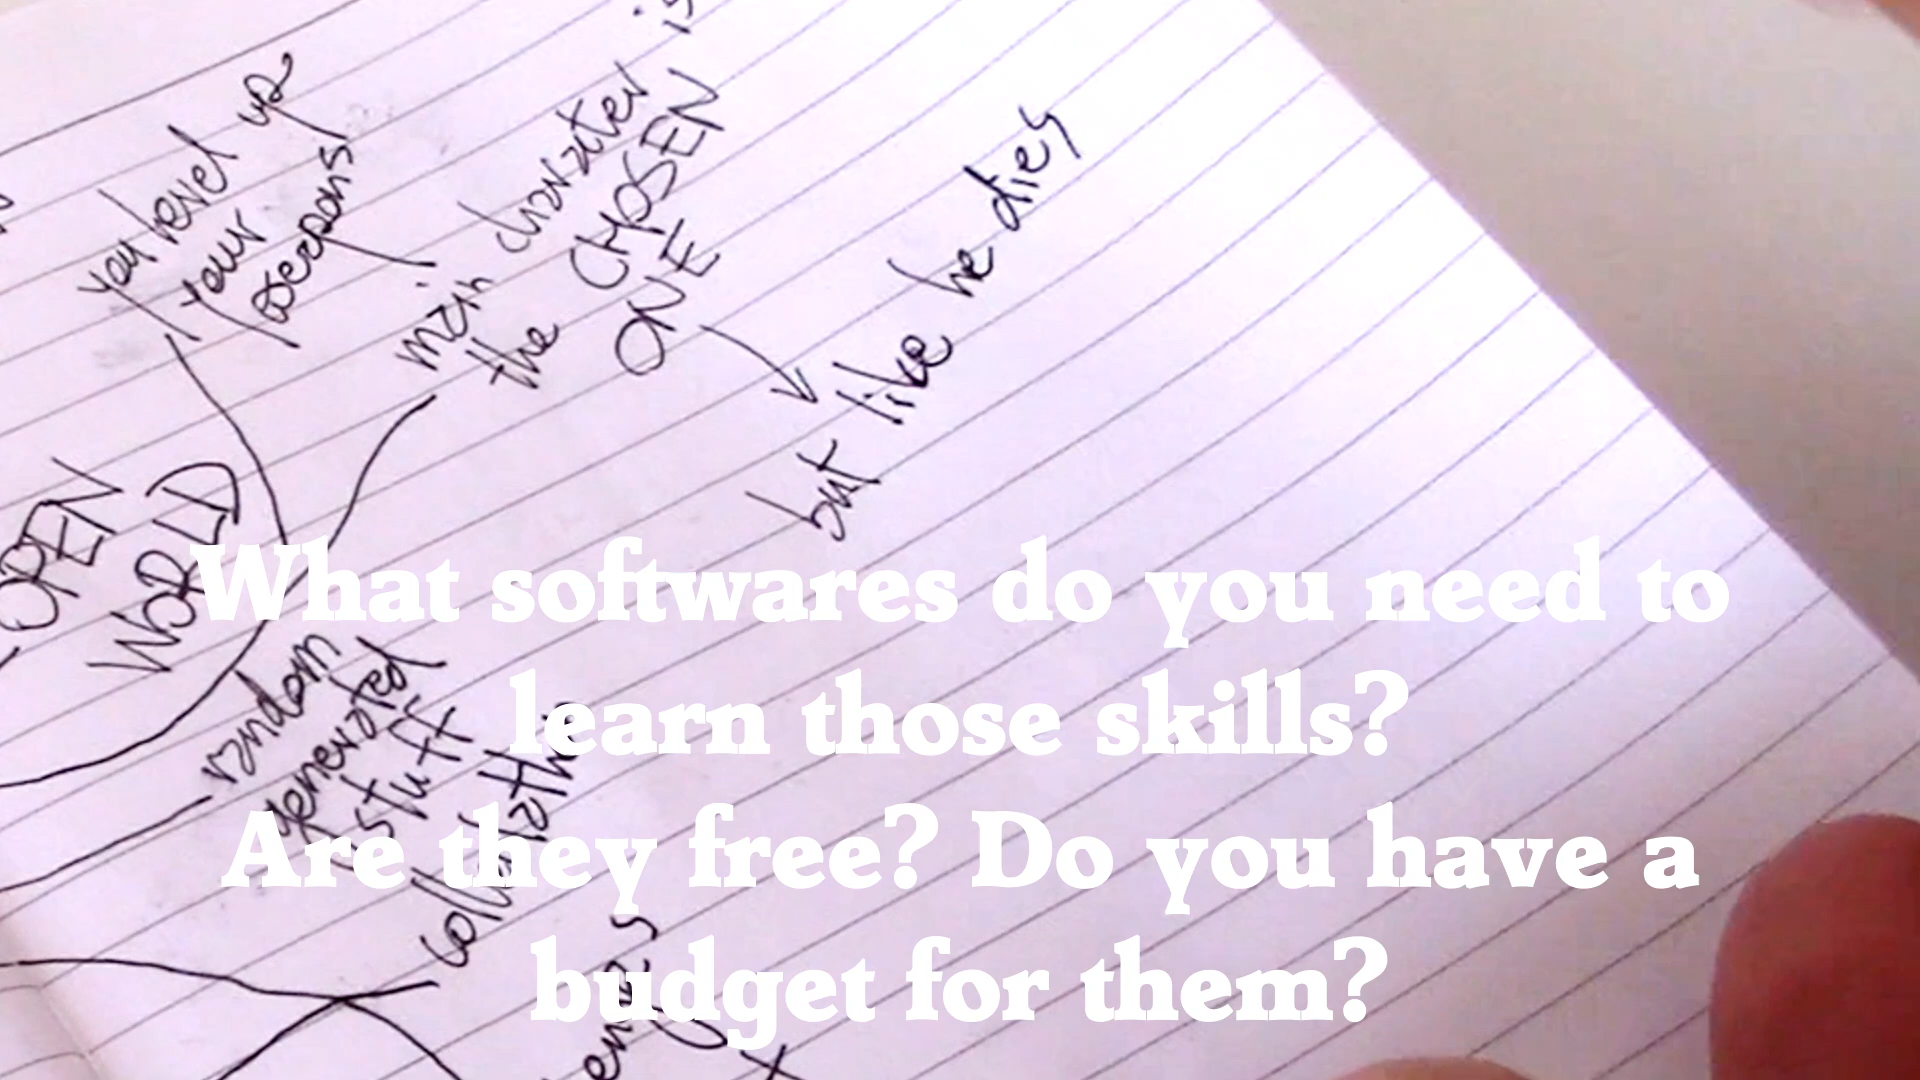 you level up
your
weapons
main charater is
the CHOSEN
ONE
but like he dies
OPEN
WORLD
random
generated
stuff
What softwares do you need to
learn those skills?
Are they free? Do you have a
budget for them?